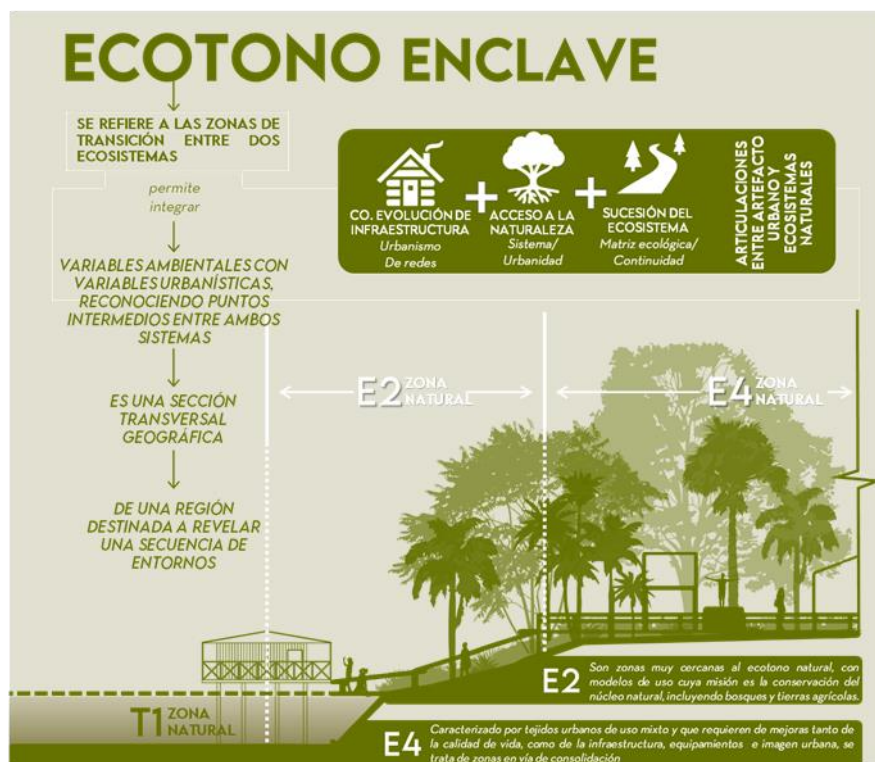 ECOTONO ENCLAVE
SE REFIERE A LAS ZONAS DE
TRANSICIÓN ENTRE DOS
ECOSISTEMAS
permite
integrar
VARIABLES AMBIENTALES CON
VARIABLES URBANÍSTICAS,
RECONOCIENDO PUNTOS
INTERMEDIOS ENTRE AMBOS
SISTEMAS
ES UNA SECCIÓN
TRANSVERSAL
GEOGRÁFICA
DE UNA REGIÓN
DESTINADA A REVELAR
UNA SECUENCIA DE
ENTORNOS
CO. EVOLUCIÓN DE
INFRAESTRUCTURA
Urbanismo
De redes
+
ACCESO A LA
NATURALEZA
Sistema/
Urbanidad
+
SUCESIÓN DEL
ECOSISTEMA
Matriz ecológica/
Continuidad
ARTICULACIONES
ENTRE ARTEFACTO
URBANO Y
ECOSISTEMAS
NATURALES
E2 ZONA
NATURAL
E4 ZONA
NATURAL
T1 ZONA
NATURAL
E2 Son zonas muy cercanas al ecotono natural, con
modelos de uso cuya misión es la conservación del
núcleo natural, incluyendo bosques y tierras agrícolas.
E4 Caracterizado por tejidos urbanos de uso mixto y que requieren de mejoras tanto de
la calidad de vida, como de la infraestructura, equipamientos e imagen urbana, se
trata de zonas en vía de consolidación